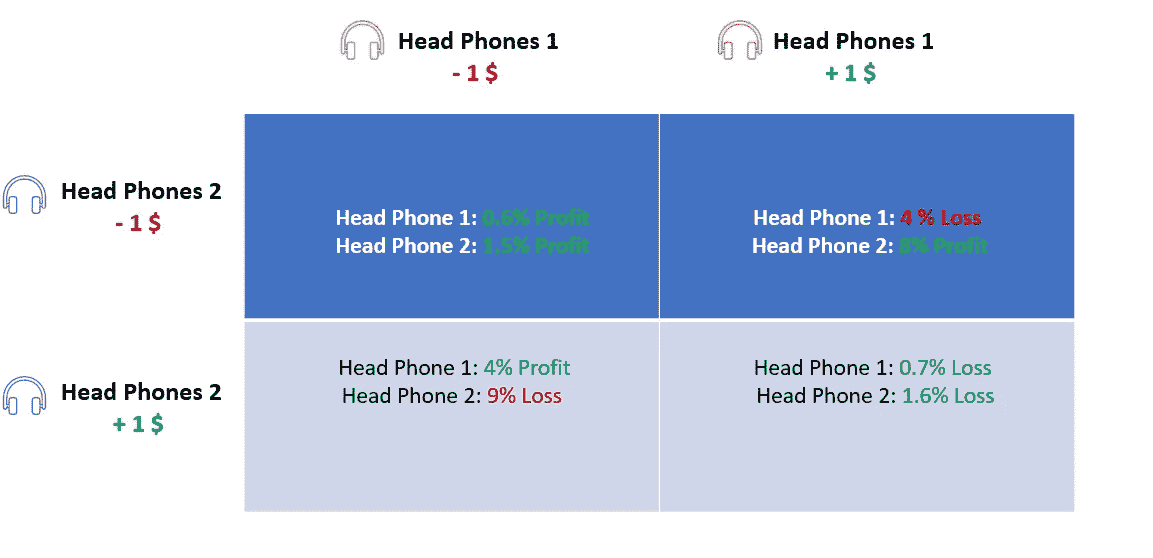 Head Phones 1
- 1 $
Head Phones 1
+ 1 $
Head Phones 2
- 1 $
Head Phone 1: 0.6% Profit
Head Phone 2: 1.5% Profit
Head Phone 1: 4 % Loss
Head Phone 2: 8% Profit
Head Phones 2
+ 1 $
Head Phone 1: 4% Profit
Head Phone 2: 9% Loss
Head Phone 1: 0.7% Loss
Head Phone 2: 1.6% Loss